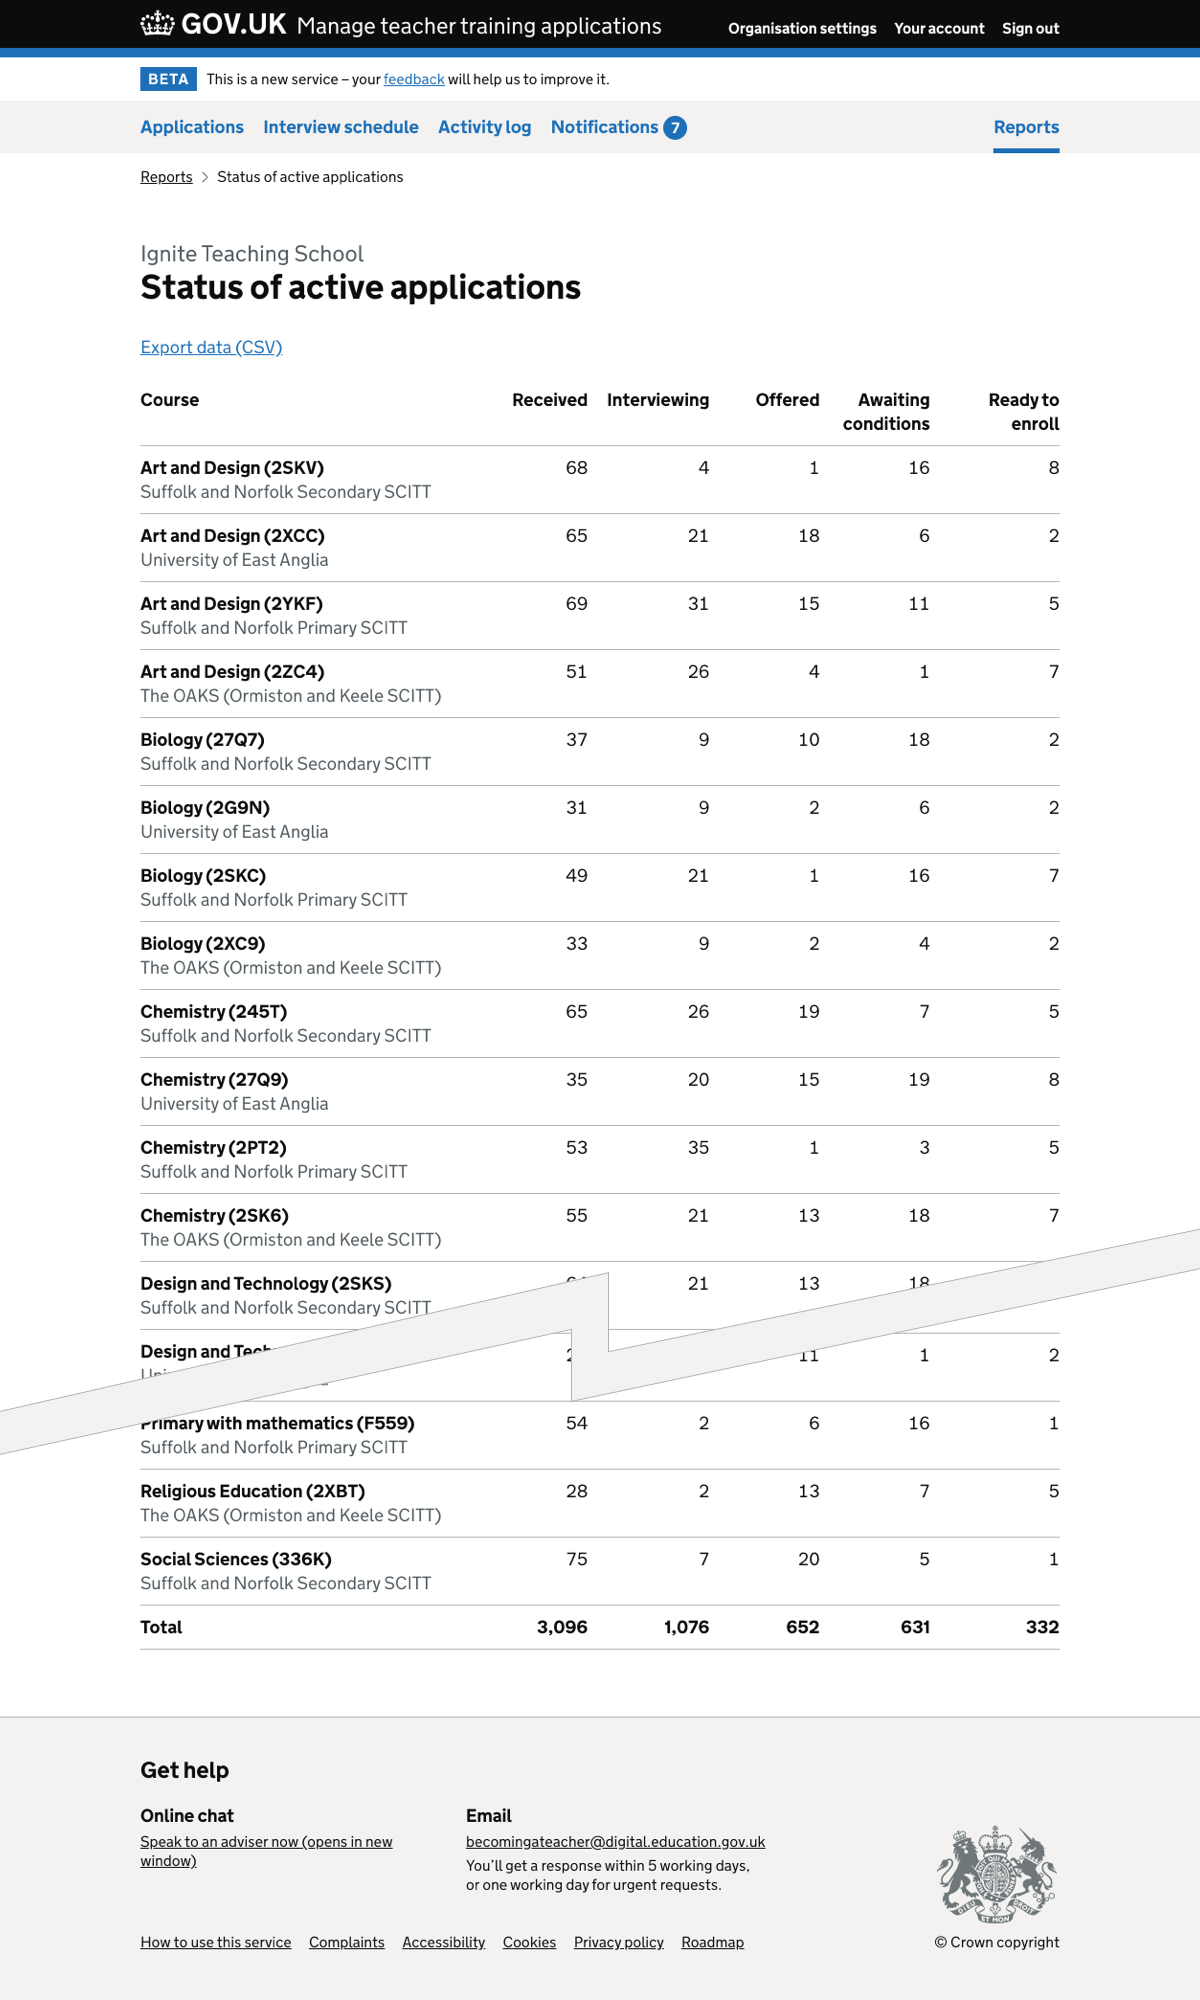 GOV.UK Manage teacher training applications Organisation settings Your account Sign out
BETA This is a new service – your feedback will help us to improve it.
Applications Interview schedule Activity log Notifications 7 Reports
Reports > Status of active applications
Ignite Teaching School
Status of active applications
Export data (CSV)
Course Received Interviewing Offered Awaiting conditions Ready to enroll
Art and Design (2SKV) 68 4 1 16 8
Suffolk and Norfolk Secondary SCITT
Art and Design (2XCC) 65 21 18 6 2
University of East Anglia
Art and Design (2YKF) 69 31 15 11 5
Suffolk and Norfolk Primary SCITT
Art and Design (2ZC4) 51 26 4 1 7
The OAKS (Ormiston and Keele SCITT)
Biology (27Q7) 37 9 10 18 2
Suffolk and Norfolk Secondary SCITT
Biology (2G9N) 31 9 2 6 2
University of East Anglia
Biology (2SKC) 49 21 1 16 7
Suffolk and Norfolk Primary SCITT
Biology (2XC9) 33 9 2 4 2
The OAKS (Ormiston and Keele SCITT)
Chemistry (245T) 65 26 19 7 5
Suffolk and Norfolk Secondary SCITT
Chemistry (27Q9) 35 20 15 19 8
University of East Anglia
Chemistry (2PT2) 53 35 1 3 5
Suffolk and Norfolk Primary SCITT
Chemistry (2SK6) 55 21 13 18 7
The OAKS (Ormiston and Keele SCITT)
Design and Technology (2SKS) 21 13 18
Suffolk and Norfolk Secondary SCITT
Design and 11 1 2
Primary with mathematics (F559) 54 2 6 16 1
Suffolk and Norfolk Primary SCITT
Religious Education (2XBT) 28 2 13 7 5
The OAKS (Ormiston and Keele SCITT)
Social Sciences (336K) 75 7 20 5 1
Suffolk and Norfolk Secondary SCITT
Total 3,096 1,076 652 631 332
Get help
Online chat
Speak to an adviser now (opens in new
window)
Email
becomingateacher@digital.education.gov.uk
You’ll get a response within 5 working days,
or one working day for urgent requests.
How to use this service Complaints Accessibility Cookies Privacy policy Roadmap
© Crown copyright